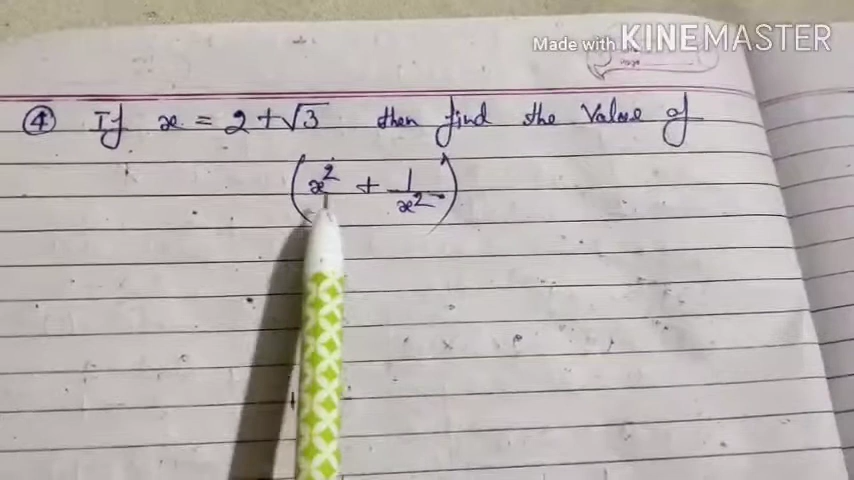 Made with KINEMASTER
④ If x = 2 + √3 then find the value of
(x² + 1/x²)